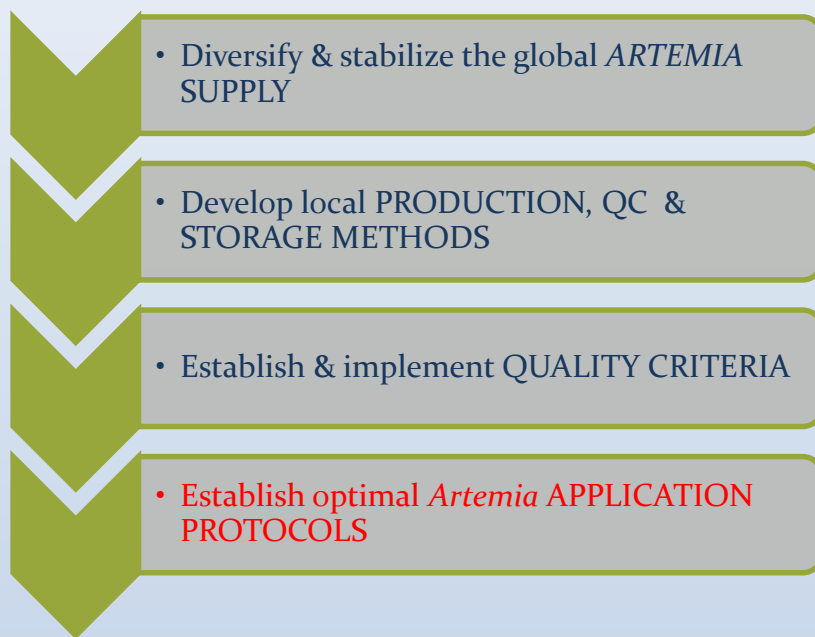 • Diversify & stabilize the global ARTEMIA
SUPPLY
• Develop local PRODUCTION, QC &
STORAGE METHODS
• Establish & implement QUALITY CRITERIA
• Establish optimal Artemia APPLICATION
PROTOCOLS